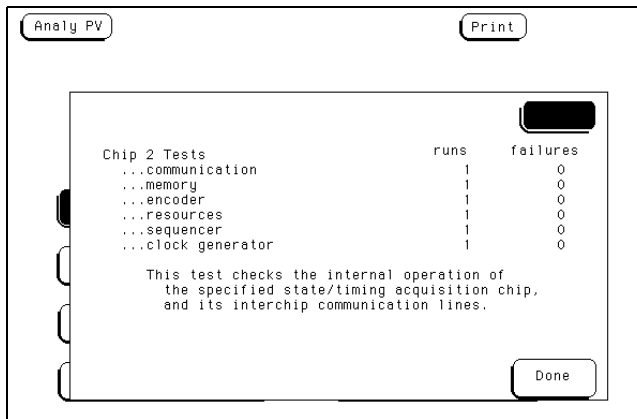 Analy PV Print
Chip 2 Tests runs failures
...communication 1 0
...memory 1 0
...encoder 1 0
...resources 1 0
...sequencer 1 0
...clock generator 1 0
This test checks the internal operation of
the specified state/timing acquisition chip,
and its interchip communication lines.
Done